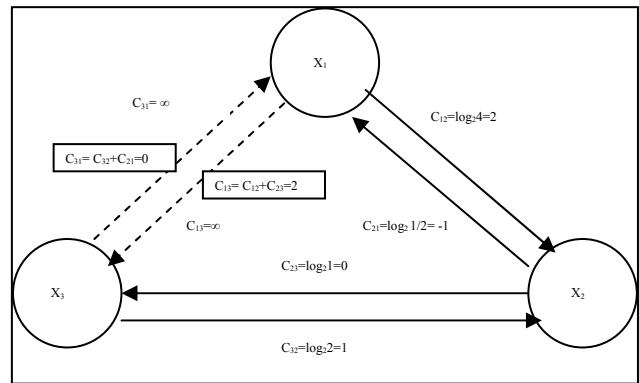 X₁
C₃₁= ∞
C₁₂=log₂4=2
C₃₁= C₃₂+C₂₁=0
C₁₃= C₁₂+C₂₃=2
C₁₃=∞
C₂₁=log₂ 1/2= -1
C₂₃=log₂1=0
X₃
X₂
C₃₂=log₂2=1